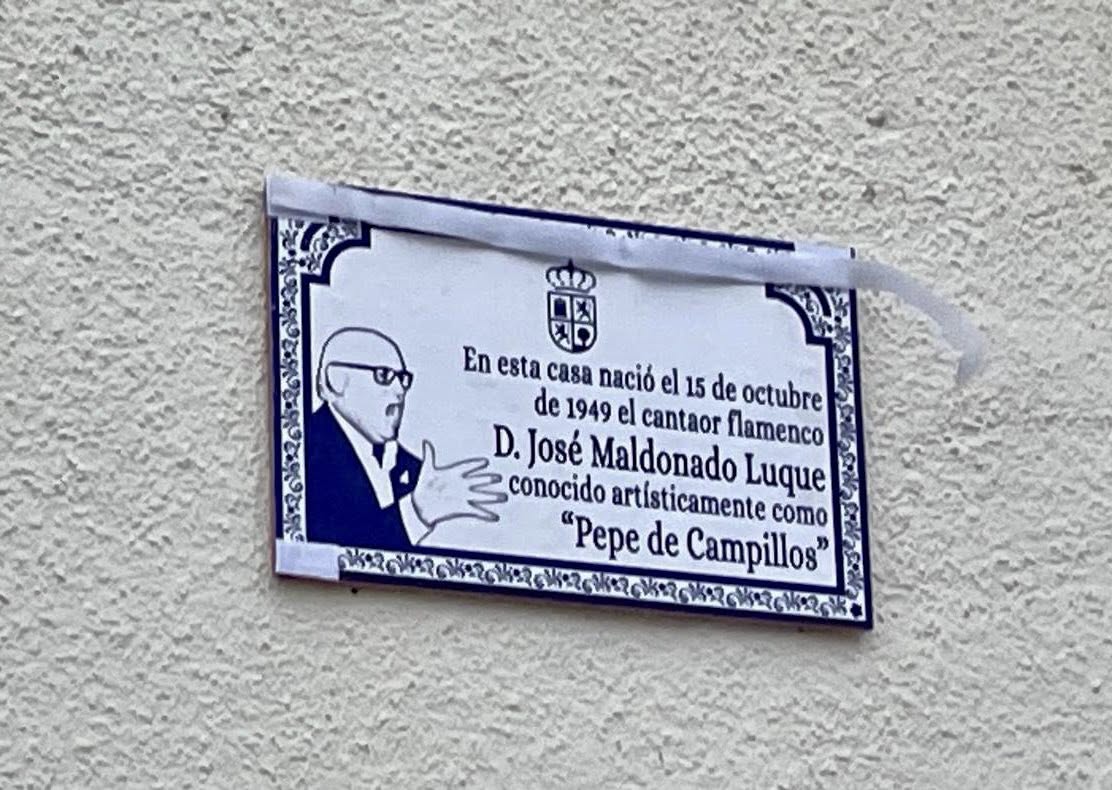 En esta casa nació el 15 de octubre
de 1949 el cantaor flamenco
D. José Maldonado Luque
conocido artísticamente como
“Pepe de Campillos”